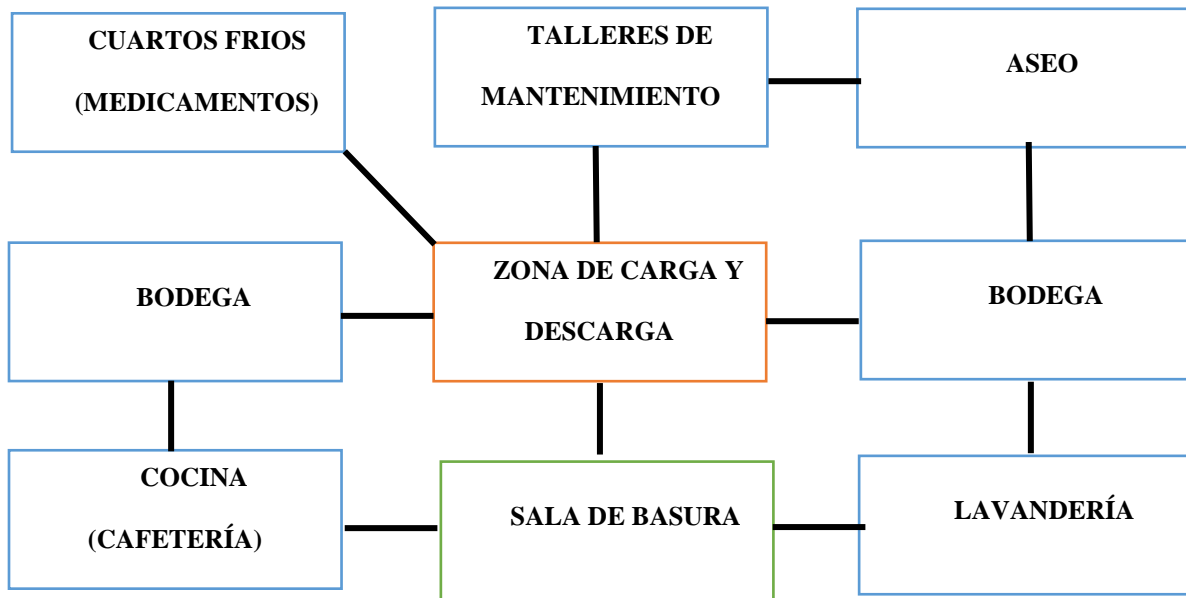 CUARTOS FRIOS
(MEDICAMENTOS)
TALLERES DE
MANTENIMIENTO
ASEO
BODEGA
ZONA DE CARGA Y
DESCARGA
BODEGA
COCINA
(CAFETERÍA)
SALA DE BASURA
LAVANDERÍA